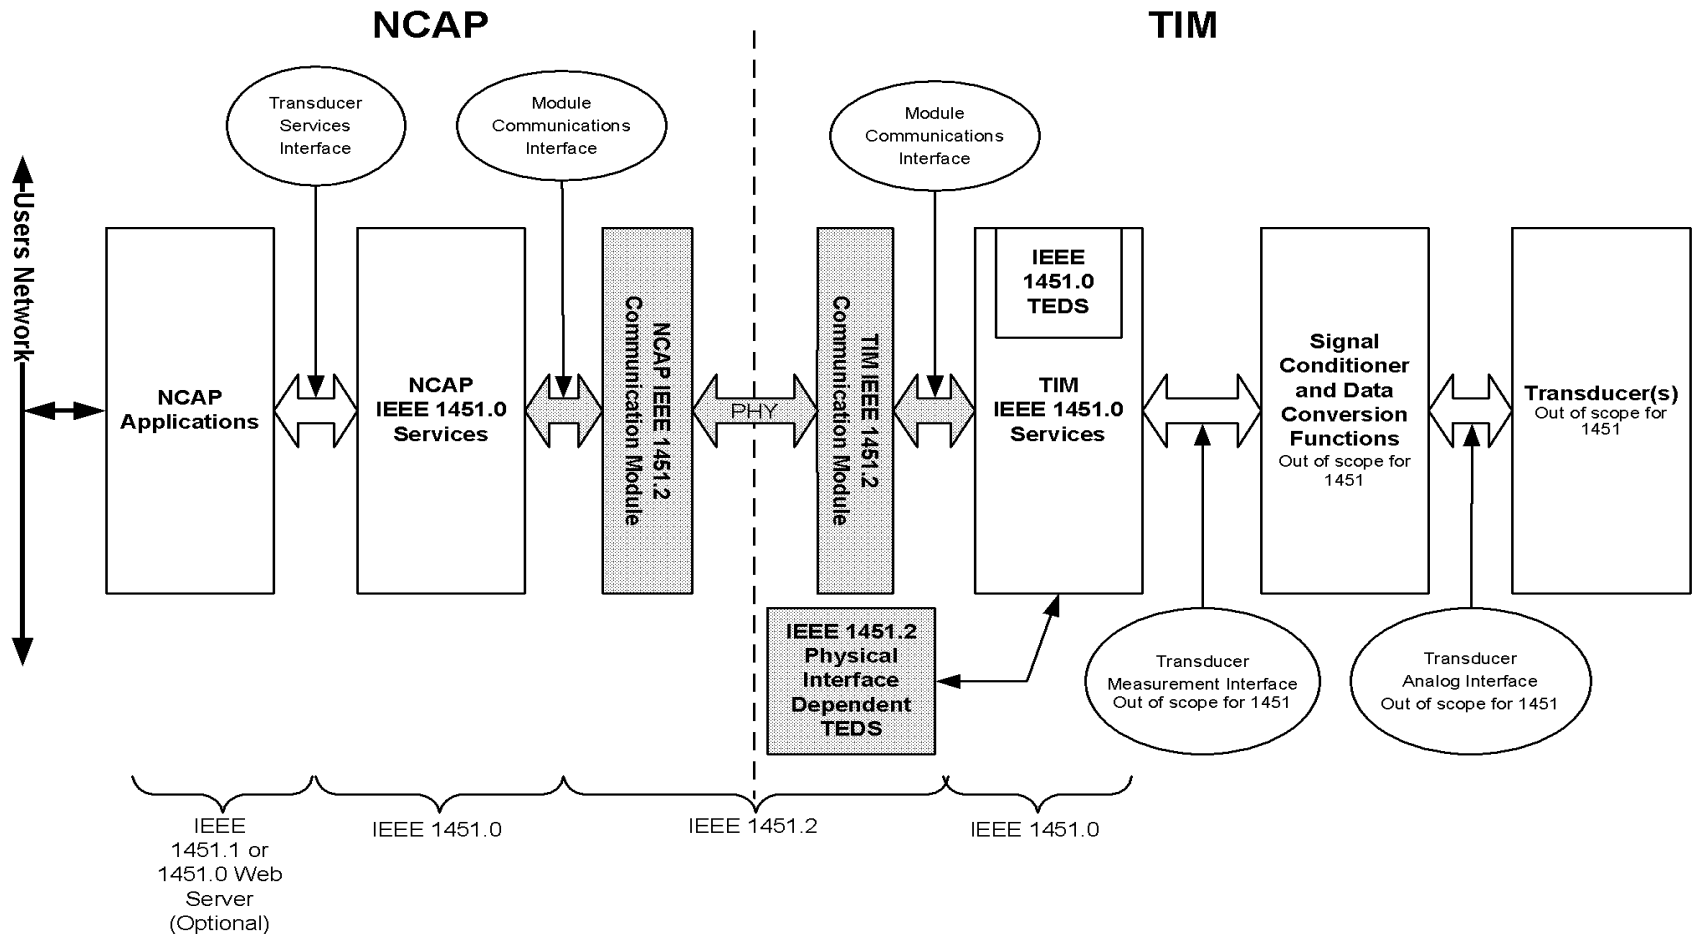 NCAP
TIM
Transducer
Services
Interface
Module
Communications
Interface
Module
Communications
Interface
Users Network
NCAP
Applications
NCAP
IEEE 1451.0
Services
NCAP IEEE 1451.2
Communication Module
PHY
TIM IEEE 1451.2
Communication Module
IEEE
1451.0
TEDS
TIM
IEEE 1451.0
Services
Signal
Conditioner
and Data
Conversion
Functions
Out of scope for
1451
Transducer(s)
Out of scope for
1451
IEEE 1451.2
Physical
Interface
Dependent
TEDS
Transducer
Measurement Interface
Out of scope for 1451
Transducer
Analog Interface
Out of scope for 1451
IEEE
1451.1 or
1451.0 Web
Server
(Optional)
IEEE 1451.0
IEEE 1451.2
IEEE 1451.0